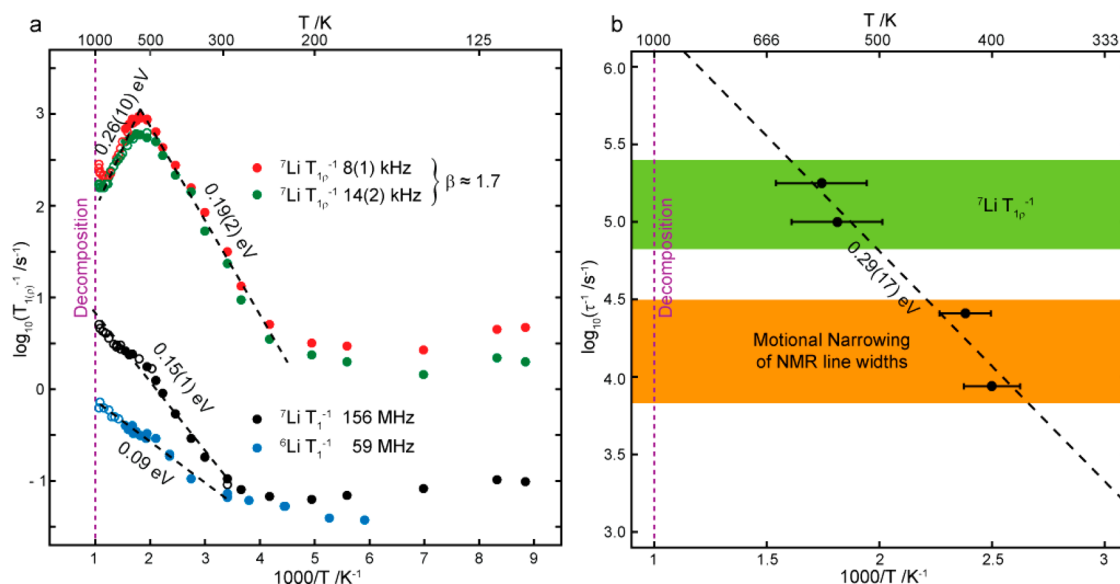 a
T /K
1000 500 300 200 125
3
2
1
0
- 1
log10(T1(ρ)-1 /s-1)
Decomposition
0.26(10) eV
0.19(2) eV
0.15(1) eV
0.09 eV
7Li T1ρ-1 8(1) kHz
7Li T1ρ-1 14(2) kHz
β ≈ 1.7
7Li T1-1 156 MHz
6Li T1-1 59 MHz
1 2 3 4 5 6 7 8 9
1000/T /K-1
b
T /K
1000 666 500 400 333
6.0
5.5
5.0
4.5
4.0
3.5
3.0
log10(τ-1 /s-1)
Decomposition
7Li T1ρ-1
0.29(17) eV
Motional Narrowing
of NMR line widths
1 1.5 2 2.5 3
1000/T /K-1